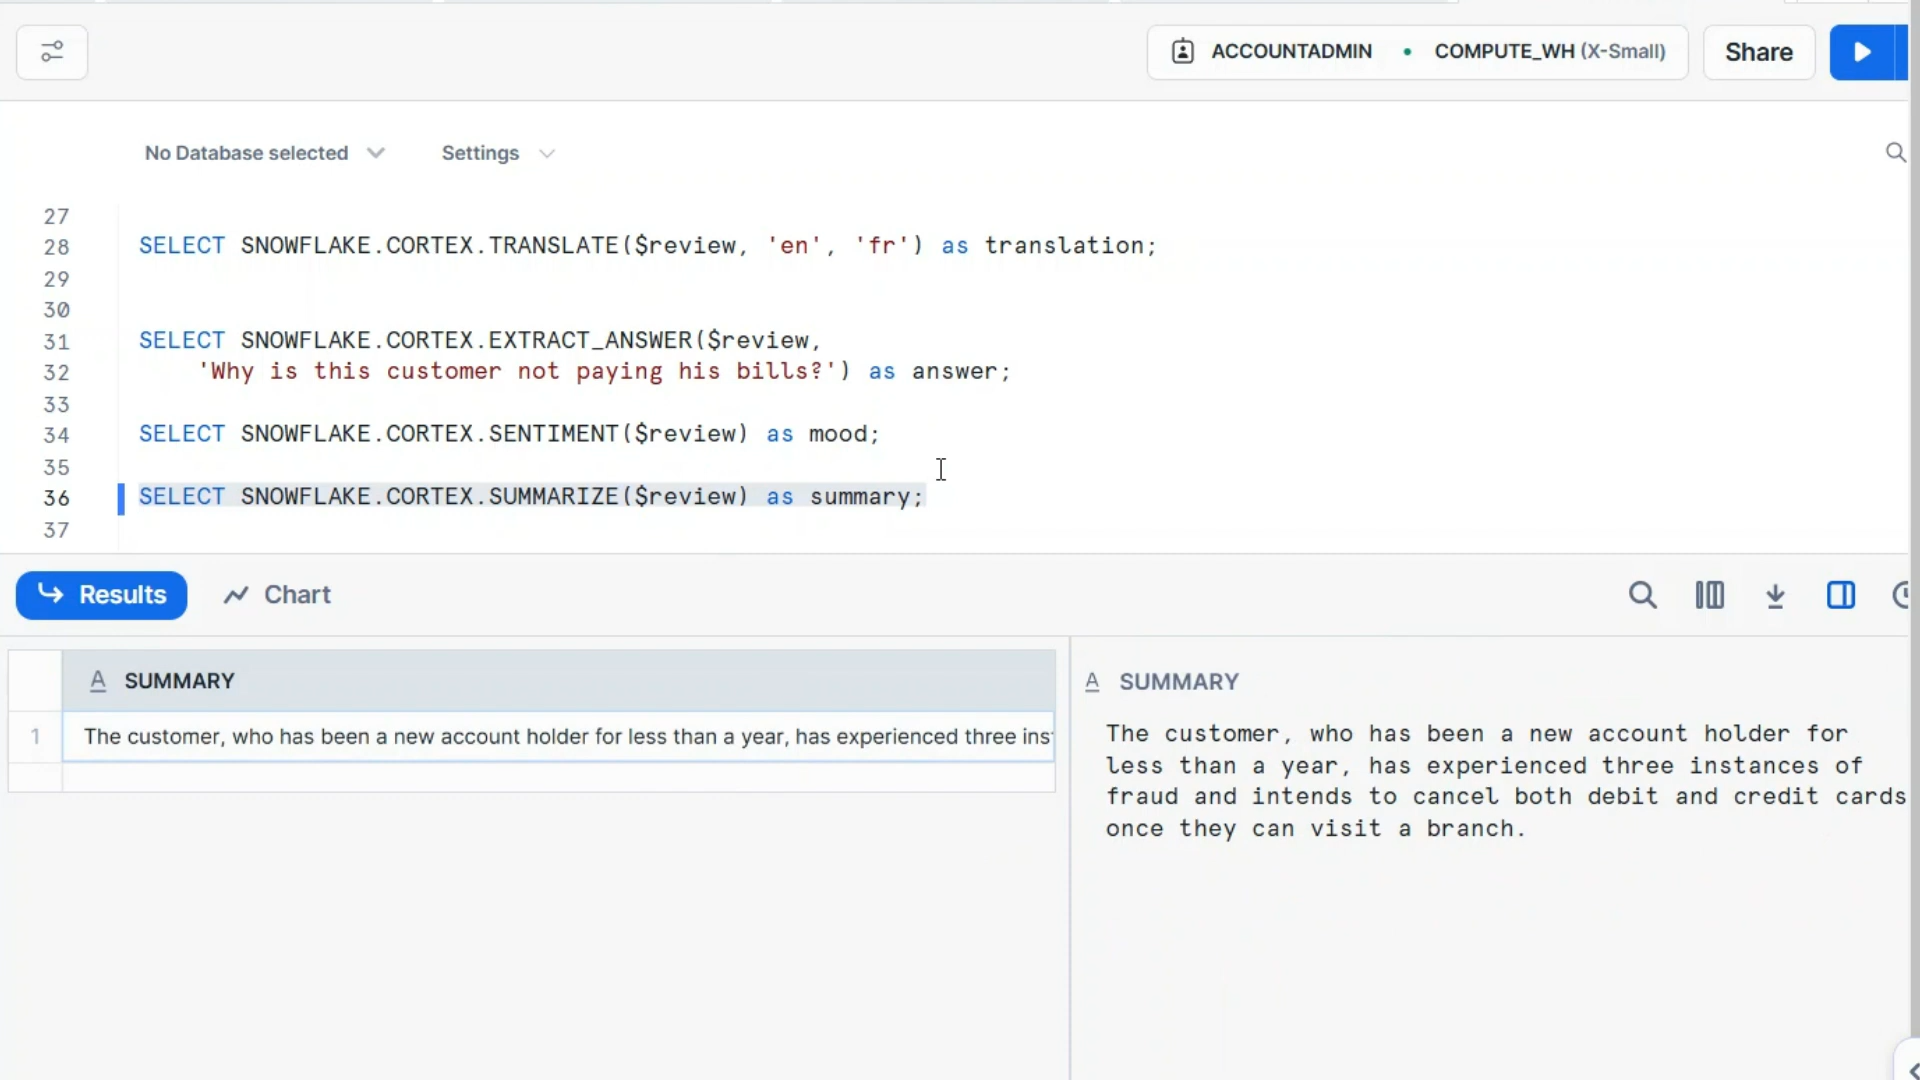 ACCOUNTADMIN • COMPUTE_WH (X-Small) Share
No Database selected Settings
27
28 SELECT SNOWFLAKE.CORTEX.TRANSLATE($review, 'en', 'fr') as translation;
29
30
31 SELECT SNOWFLAKE.CORTEX.EXTRACT_ANSWER($review,
32 'Why is this customer not paying his bills?') as answer;
33
34 SELECT SNOWFLAKE.CORTEX.SENTIMENT($review) as mood;
35
36 SELECT SNOWFLAKE.CORTEX.SUMMARIZE($review) as summary;
37
Results Chart
A SUMMARY
1 The customer, who has been a new account holder for less than a year, has experienced three ins
A SUMMARY
The customer, who has been a new account holder for
less than a year, has experienced three instances of
fraud and intends to cancel both debit and credit cards
once they can visit a branch.